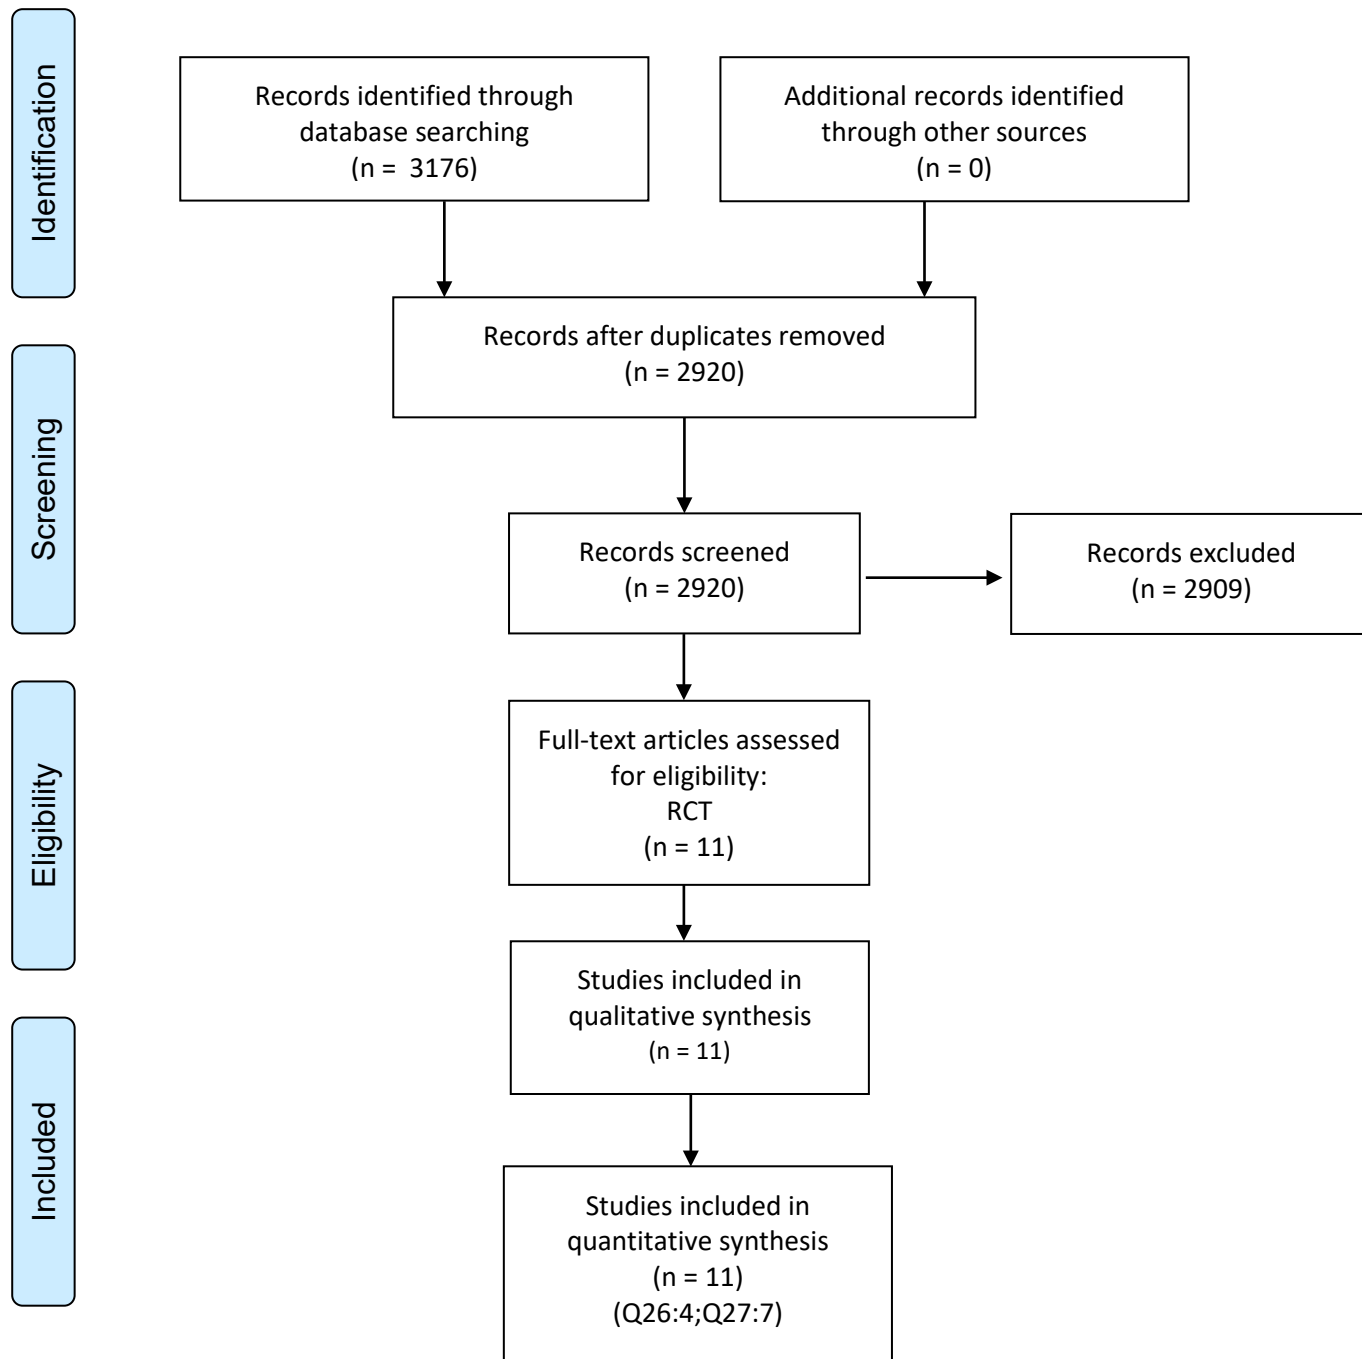 Identification
Records identified through
database searching
(n =  3176)
Additional records identified
through other sources
(n = 0)
Records after duplicates removed
(n = 2920)
Screening
Records screened
(n = 2920)
Records excluded
(n = 2909)
Eligibility
Full-text articles assessed
for eligibility:
RCT
(n = 11)
Studies included in
qualitative synthesis
(n = 11)
Included
Studies included in
quantitative synthesis
(n = 11)
(Q26:4;Q27:7)